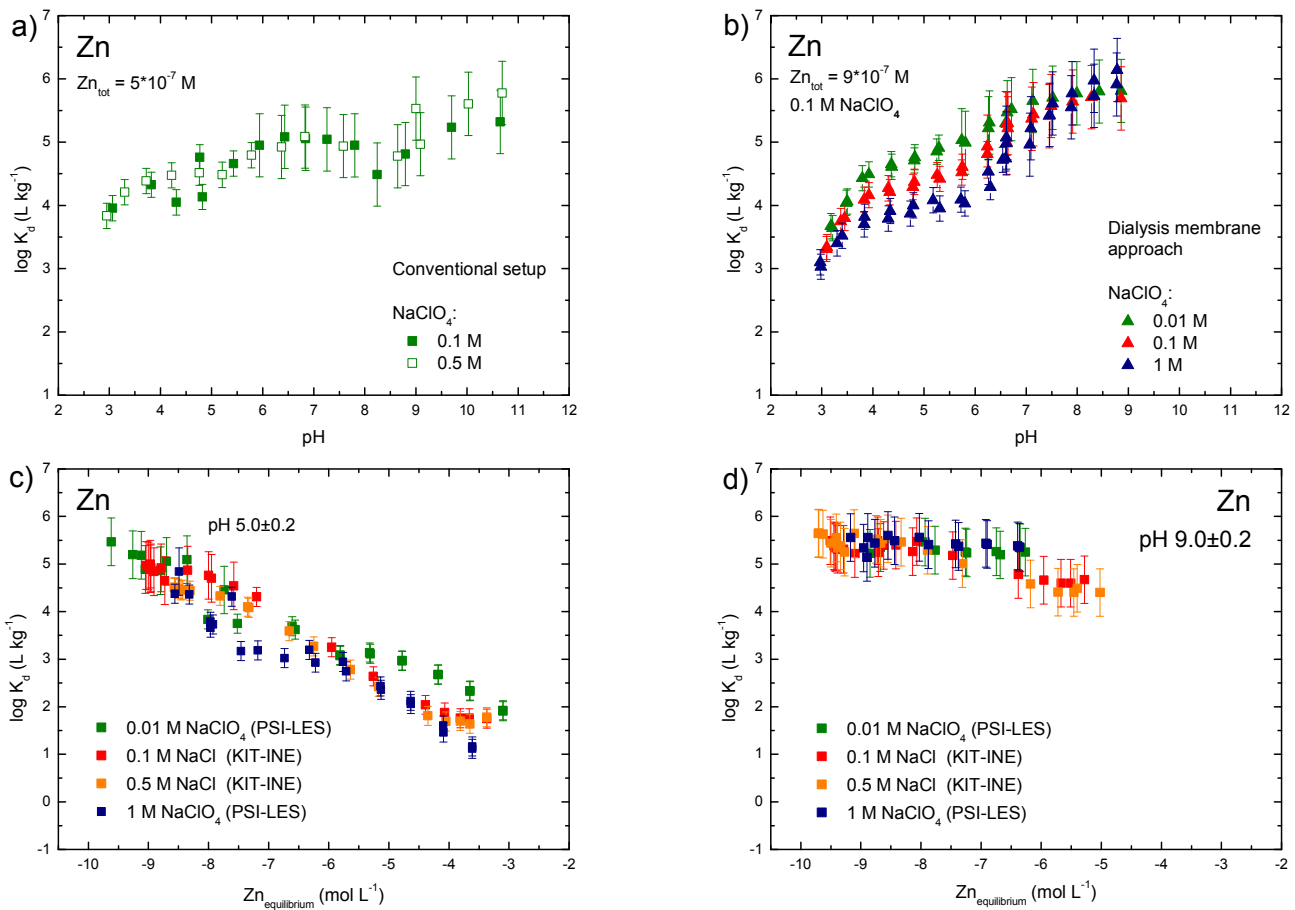 a)
Zn
Zn_tot = 5*10^-7 M
Conventional setup
NaClO4:
0.1 M
0.5 M
log K_d (L kg^-1)
7
6
5
4
3
2
1
2 3 4 5 6 7 8 9 10 11 12
pH
b)
Zn
Zn_tot = 9*10^-7 M
0.1 M NaClO4
Dialysis membrane
approach
NaClO4:
0.01 M
0.1 M
1 M
log K_d (L kg^-1)
7
6
5
4
3
2
1
2 3 4 5 6 7 8 9 10 11 12
pH
c)
Zn
pH 5.0±0.2
0.01 M NaClO4 (PSI-LES)
0.1 M NaCl (KIT-INE)
0.5 M NaCl (KIT-INE)
1 M NaClO4 (PSI-LES)
log K_d (L kg^-1)
7
6
5
4
3
2
1
0
-1
-10 -9 -8 -7 -6 -5 -4 -3 -2
Zn_equilibrium (mol L^-1)
d)
Zn
pH 9.0±0.2
0.01 M NaClO4 (PSI-LES)
0.1 M NaCl (KIT-INE)
0.5 M NaCl (KIT-INE)
1 M NaClO4 (PSI-LES)
log K_d (L kg^-1)
7
6
5
4
3
2
1
0
-1
-10 -9 -8 -7 -6 -5 -4 -3 -2
Zn_equilibrium (mol L^-1)